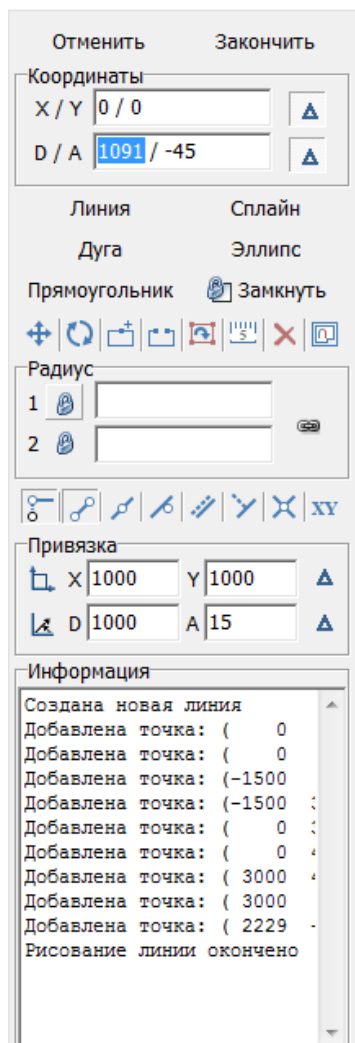 Отменить Закончить
Координаты
X / Y 0 / 0
D / A 1091 / -45
Линия Сплайн
Дуга Эллипс
Прямоугольник Замкнуть
5
Радиус
1
2
XY
Привязка
X 1000 Y 1000
D 1000 A 15
Информация
Создана новая линия
Добавлена точка: ( 0
Добавлена точка: ( 0
Добавлена точка: (-1500
Добавлена точка: (-1500
Добавлена точка: ( 0
Добавлена точка: ( 0
Добавлена точка: ( 3000
Добавлена точка: ( 3000
Добавлена точка: ( 2229 -
Рисование линии окончено